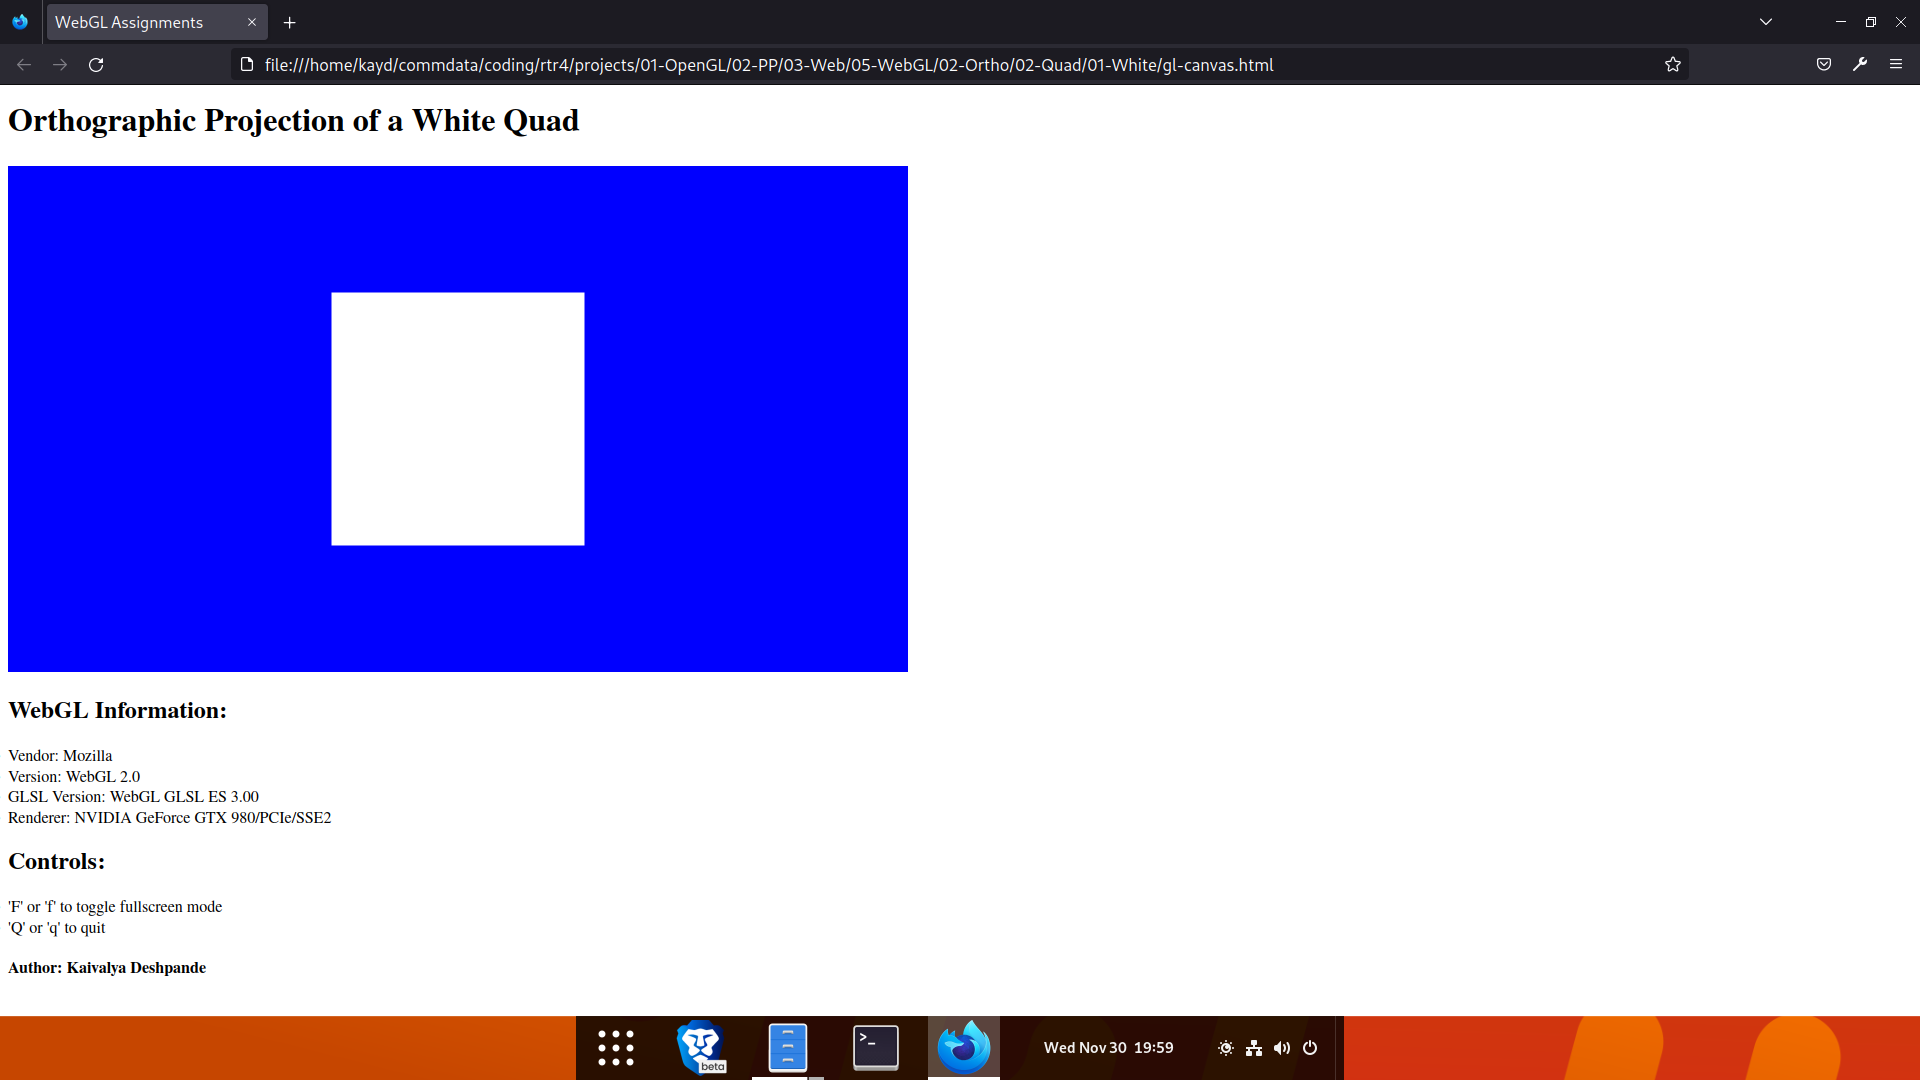 WebGL Assignments
file:///home/kayd/commdata/coding/rtr4/projects/01-OpenGL/02-PP/03-Web/05-WebGL/02-Ortho/02-Quad/01-White/gl-canvas.html
Orthographic Projection of a White Quad
WebGL Information:
Vendor: Mozilla
Version: WebGL 2.0
GLSL Version: WebGL GLSL ES 3.00
Renderer: NVIDIA GeForce GTX 980/PCIe/SSE2
Controls:
'F' or 'f' to toggle fullscreen mode
'Q' or 'q' to quit
Author: Kaivalya Deshpande
beta
>_
Wed Nov 30 19:59